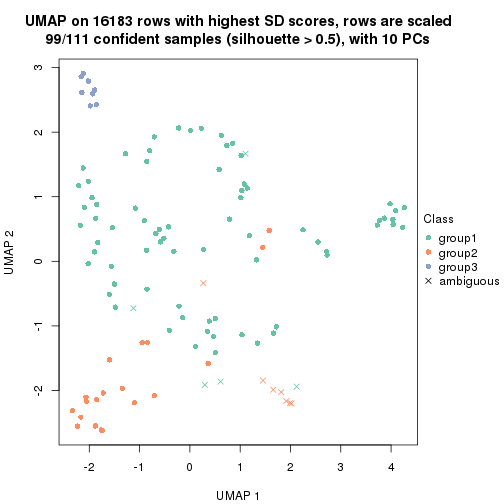 UMAP on 16183 rows with highest SD scores, rows are scaled
99/111 confident samples (silhouette > 0.5), with 10 PCs
3
2
1
0
-1
-2
UMAP 2
-2 -1 0 1 2 3 4
UMAP 1
Class
group1
group2
group3
ambiguous